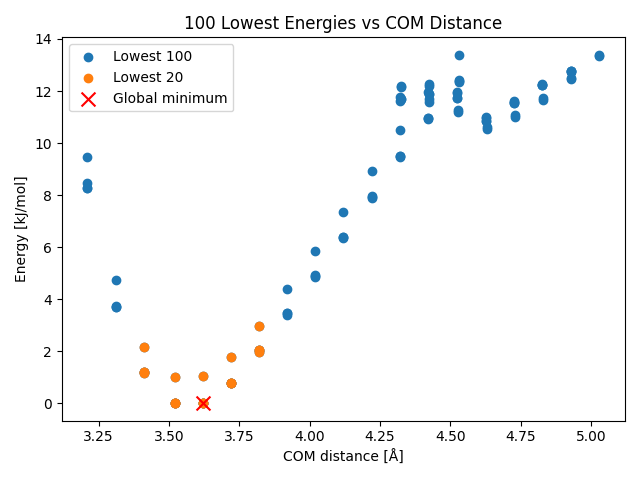 100 Lowest Energies vs COM Distance
Lowest 100
Lowest 20
Global minimum
Energy [kJ/mol]
14
12
10
8
6
4
2
0
3.25
3.50
3.75
4.00
4.25
4.50
4.75
5.00
COM distance [Å]